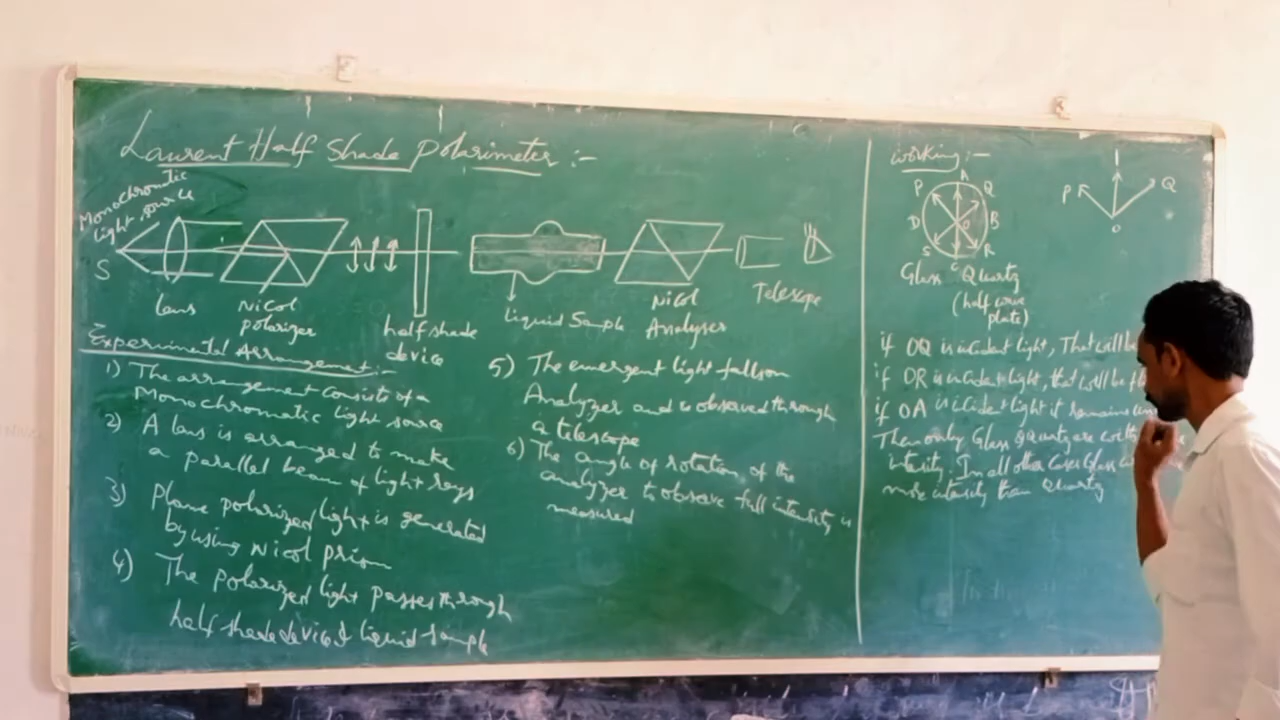 Laurent Half Shade Polarimeter :-
Monochromatic
light source
S
lens
Nicol
polarizer
half shade
device
liquid Sample
Nicol
Analyser
Telescope
Experimental Arrangement:-
1) The arrangement consists of a
Monochromatic light source
2) A lens is arranged to make
a parallel beam of light rays
3) Plane polarized light is generated
by using Nicol prism
4) The polarized light passes through
half shade device & liquid sample
5) The emergent light falls on
Analyzer and is observed through
a telescope
6) The angle of rotation of the
analyzer to observe full intensity is
measured
working:-
A
P Q
D B
S R
C
Glass Quartz
(half wave
plate)
P Q
O
if OQ is incident light, That will be
if OR is incident light, that will be
if OA is incident light it remains
Then only Glass & Quartz are with
intensity. In all other cases Glass
more intensity than Quartz